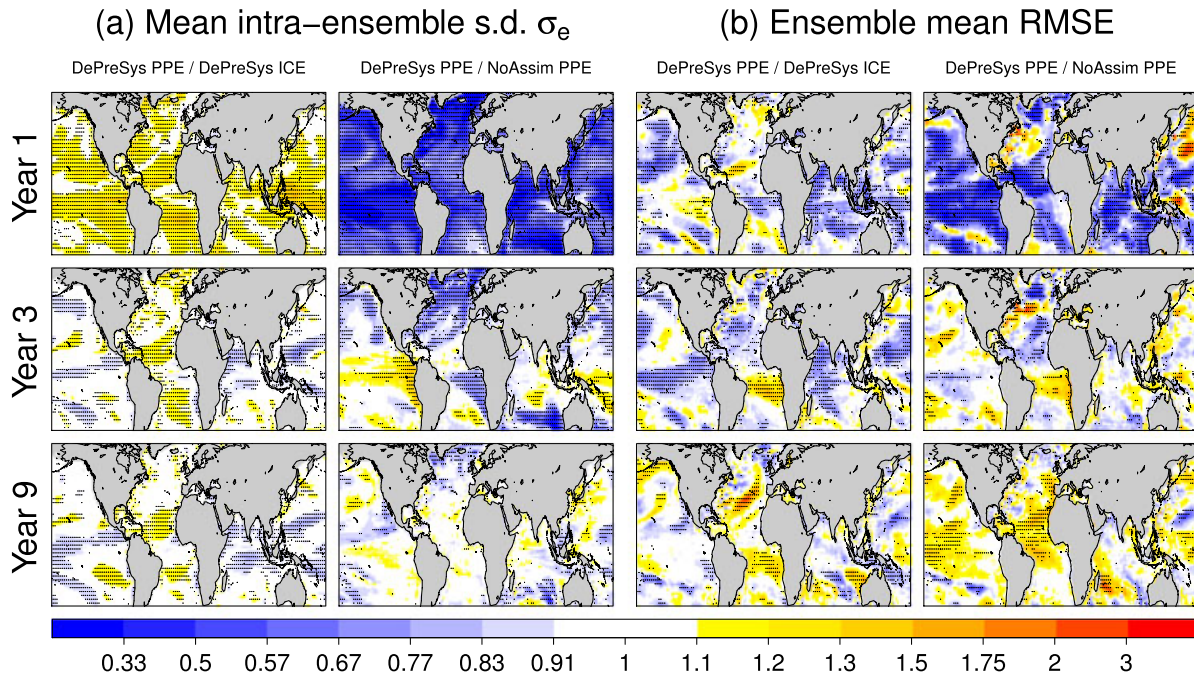 (a) Mean intra−ensemble s.d. σe
(b) Ensemble mean RMSE
DePreSys PPE / DePreSys ICE
DePreSys PPE / NoAssim PPE
DePreSys PPE / DePreSys ICE
DePreSys PPE / NoAssim PPE
Year 1
Year 3
Year 9
0.33 0.5 0.57 0.67 0.77 0.83 0.91 1 1.1 1.2 1.3 1.5 1.75 2 3